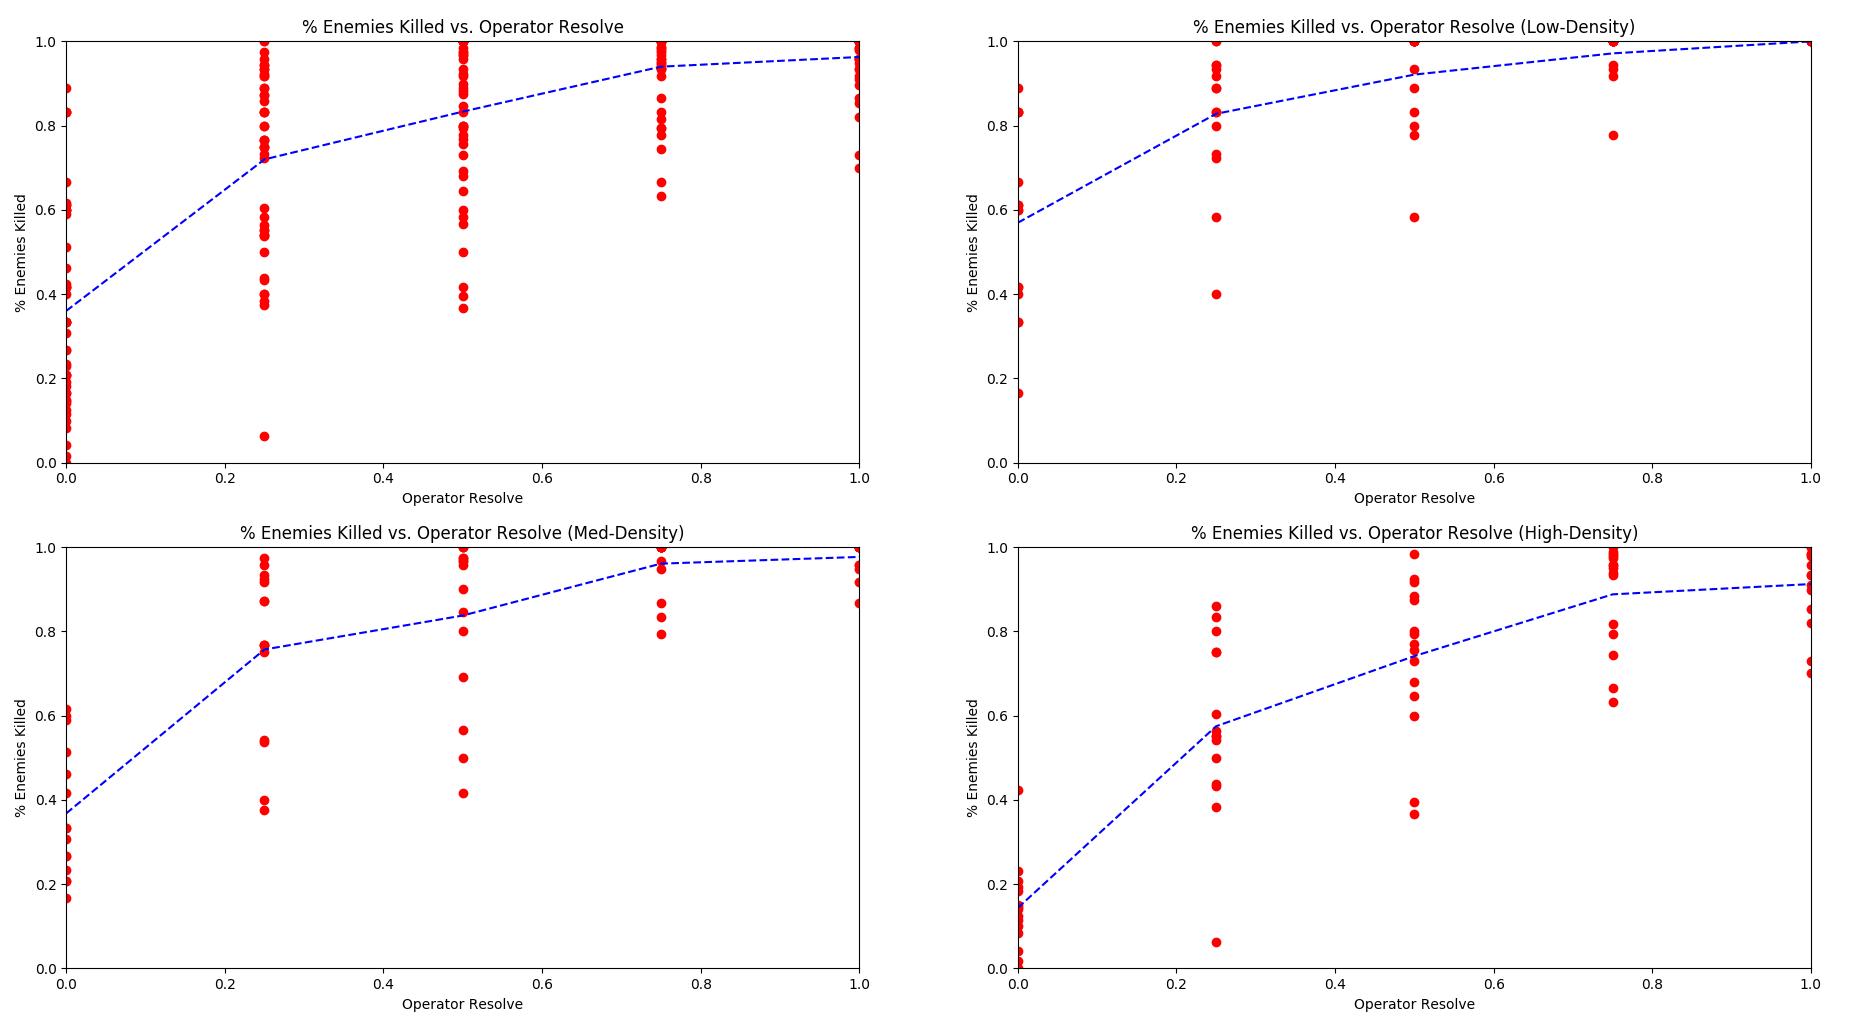 % Enemies Killed vs. Operator Resolve
1.0
0.8
0.6
0.4
0.2
0.0
% Enemies Killed
0.0 0.2 0.4 0.6 0.8 1.0
Operator Resolve
% Enemies Killed vs. Operator Resolve (Low-Density)
1.0
0.8
0.6
0.4
0.2
0.0
% Enemies Killed
0.0 0.2 0.4 0.6 0.8 1.0
Operator Resolve
% Enemies Killed vs. Operator Resolve (Med-Density)
1.0
0.8
0.6
0.4
0.2
0.0
% Enemies Killed
0.0 0.2 0.4 0.6 0.8 1.0
Operator Resolve
% Enemies Killed vs. Operator Resolve (High-Density)
1.0
0.8
0.6
0.4
0.2
0.0
% Enemies Killed
0.0 0.2 0.4 0.6 0.8 1.0
Operator Resolve